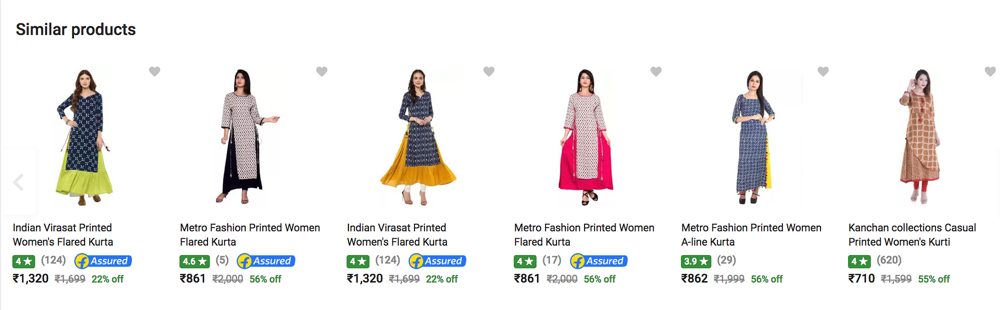 Similar products
Indian Virasat Printed
Women's Flared Kurta
4 ★ (124) f Assured
₹1,320 ₹1,699 22% off
Metro Fashion Printed Women
Flared Kurta
4.6 ★ (5) f Assured
₹861 ₹2,000 56% off
Indian Virasat Printed
Women's Flared Kurta
4 ★ (124) f Assured
₹1,320 ₹1,699 22% off
Metro Fashion Printed Women
Flared Kurta
4 ★ (17) f Assured
₹861 ₹2,000 56% off
Metro Fashion Printed Women
A-line Kurta
3.9 ★ (29)
₹862 ₹1,999 56% off
Kanchan collections Casual
Printed Women's Kurti
4 ★ (620)
₹710 ₹1,599 55% off